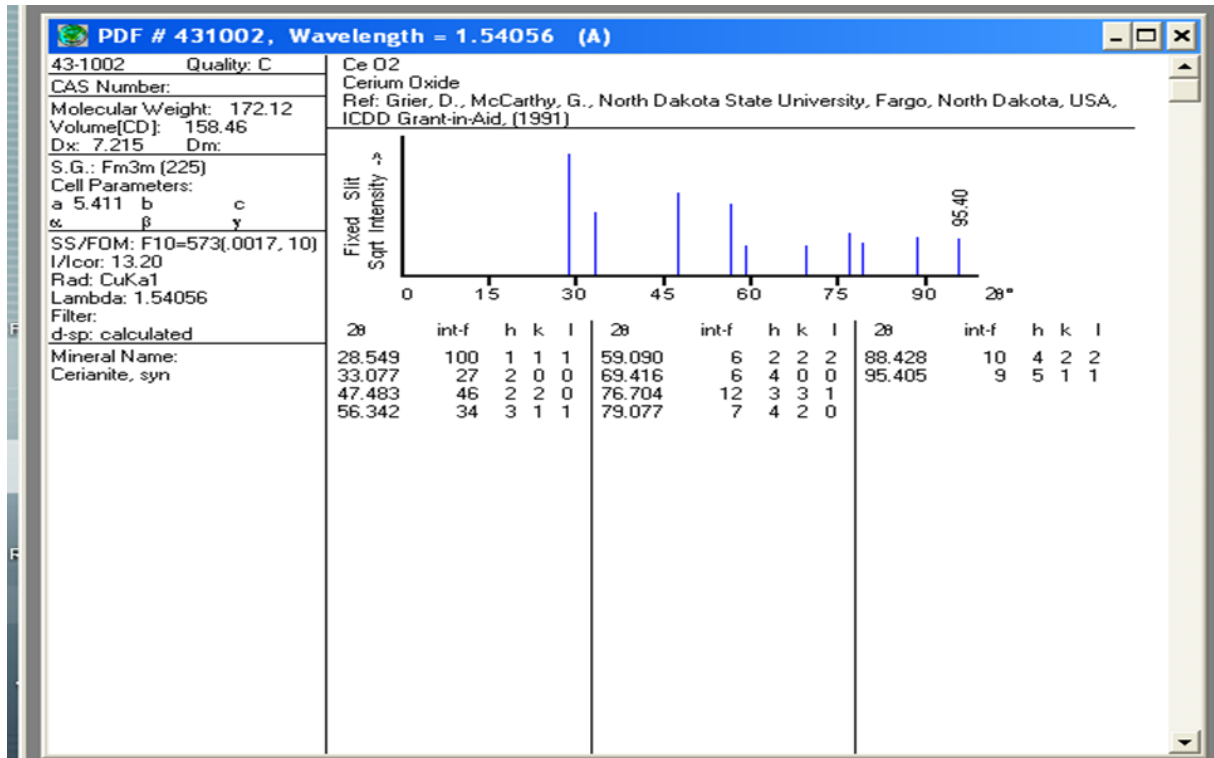 PDF # 431002, Wavelength = 1.54056 (A)
43-1002 Quality: C
CAS Number:
Molecular Weight: 172.12
Volume[CD]: 158.46
Dx: 7.215 Dm:
S.G.: Fm3m (225)
Cell Parameters:
a 5.411 b c
α β γ
SS/FOM: F10=573(.0017, 10)
I/Icor: 13.20
Rad: CuKa1
Lambda: 1.54056
Filter:
d-sp: calculated
Mineral Name:
Cerianite, syn
Ce O2
Cerium Oxide
Ref: Grier, D., McCarthy, G., North Dakota State University, Fargo, North Dakota, USA,
ICDD Grant-in-Aid, (1991)
Fixed Slit
Sqrt Intensity ->
95.40
0 15 30 45 60 75 90 2θ°
2θ int-f h k l
28.549 100 1 1 1
33.077 27 2 0 0
47.483 46 2 2 0
56.342 34 3 1 1
2θ int-f h k l
59.090 6 2 2 2
69.416 6 4 0 0
76.704 12 3 3 1
79.077 7 4 2 0
2θ int-f h k l
88.428 10 4 2 2
95.405 9 5 1 1